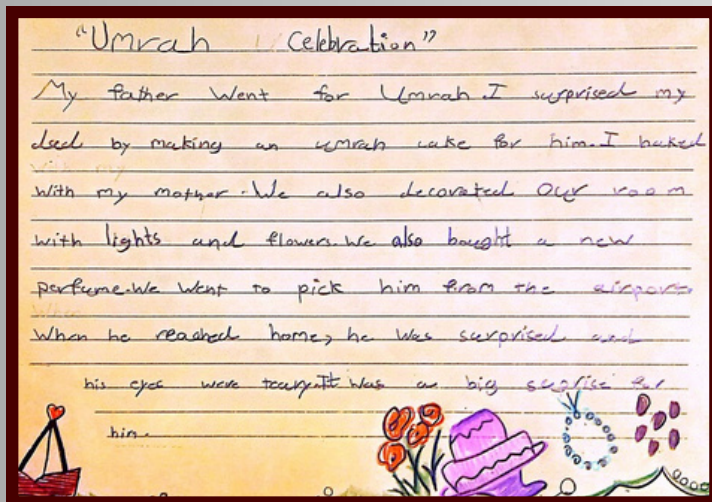 "Umrah Celebration"
My father went for Umrah. I surprised my
dad by making an umrah cake for him. I baked
with my mother. We also decorated our room
with lights and flowers. We also bought a new
perfume. We went to pick him from the airport
When he reached home, he was surprised and
his eyes were teary. It was a big suprise for
him.